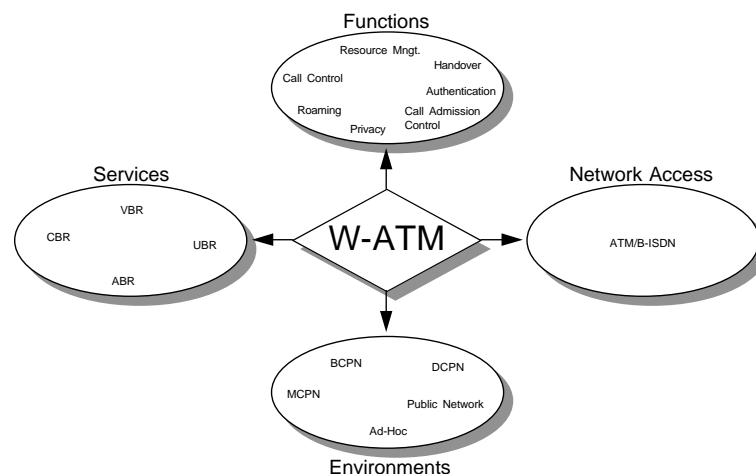 Functions
Resource Mngt.
Handover
Call Control
Authentication
Roaming
Call Admission
Control
Privacy
Services
VBR
CBR
UBR
ABR
W-ATM
Network Access
ATM/B-ISDN
BCPN
DCPN
MCPN
Public Network
Ad-Hoc
Environments